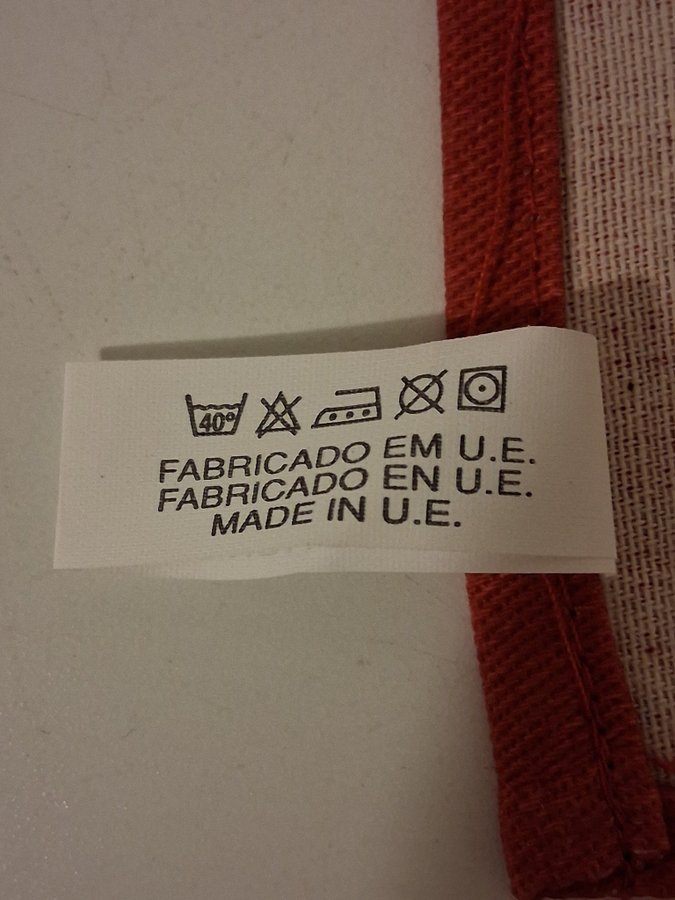 40°
FABRICADO EM U.E.
FABRICADO EN U.E.
MADE IN U.E.